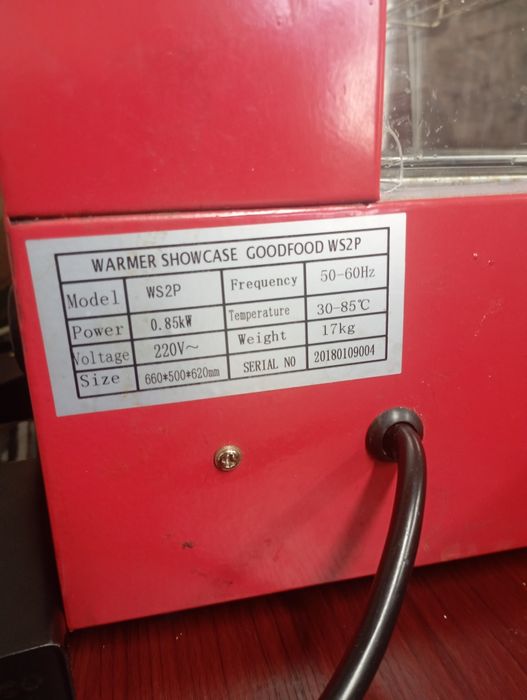 WARMER SHOWCASE GOODFOOD WS2P
Model WS2P Frequency 50-60Hz
Power 0.85kW Temperature 30-85℃
Voltage 220V~ Weight 17kg
Size 660*500*620mm SERIAL NO 20180109004